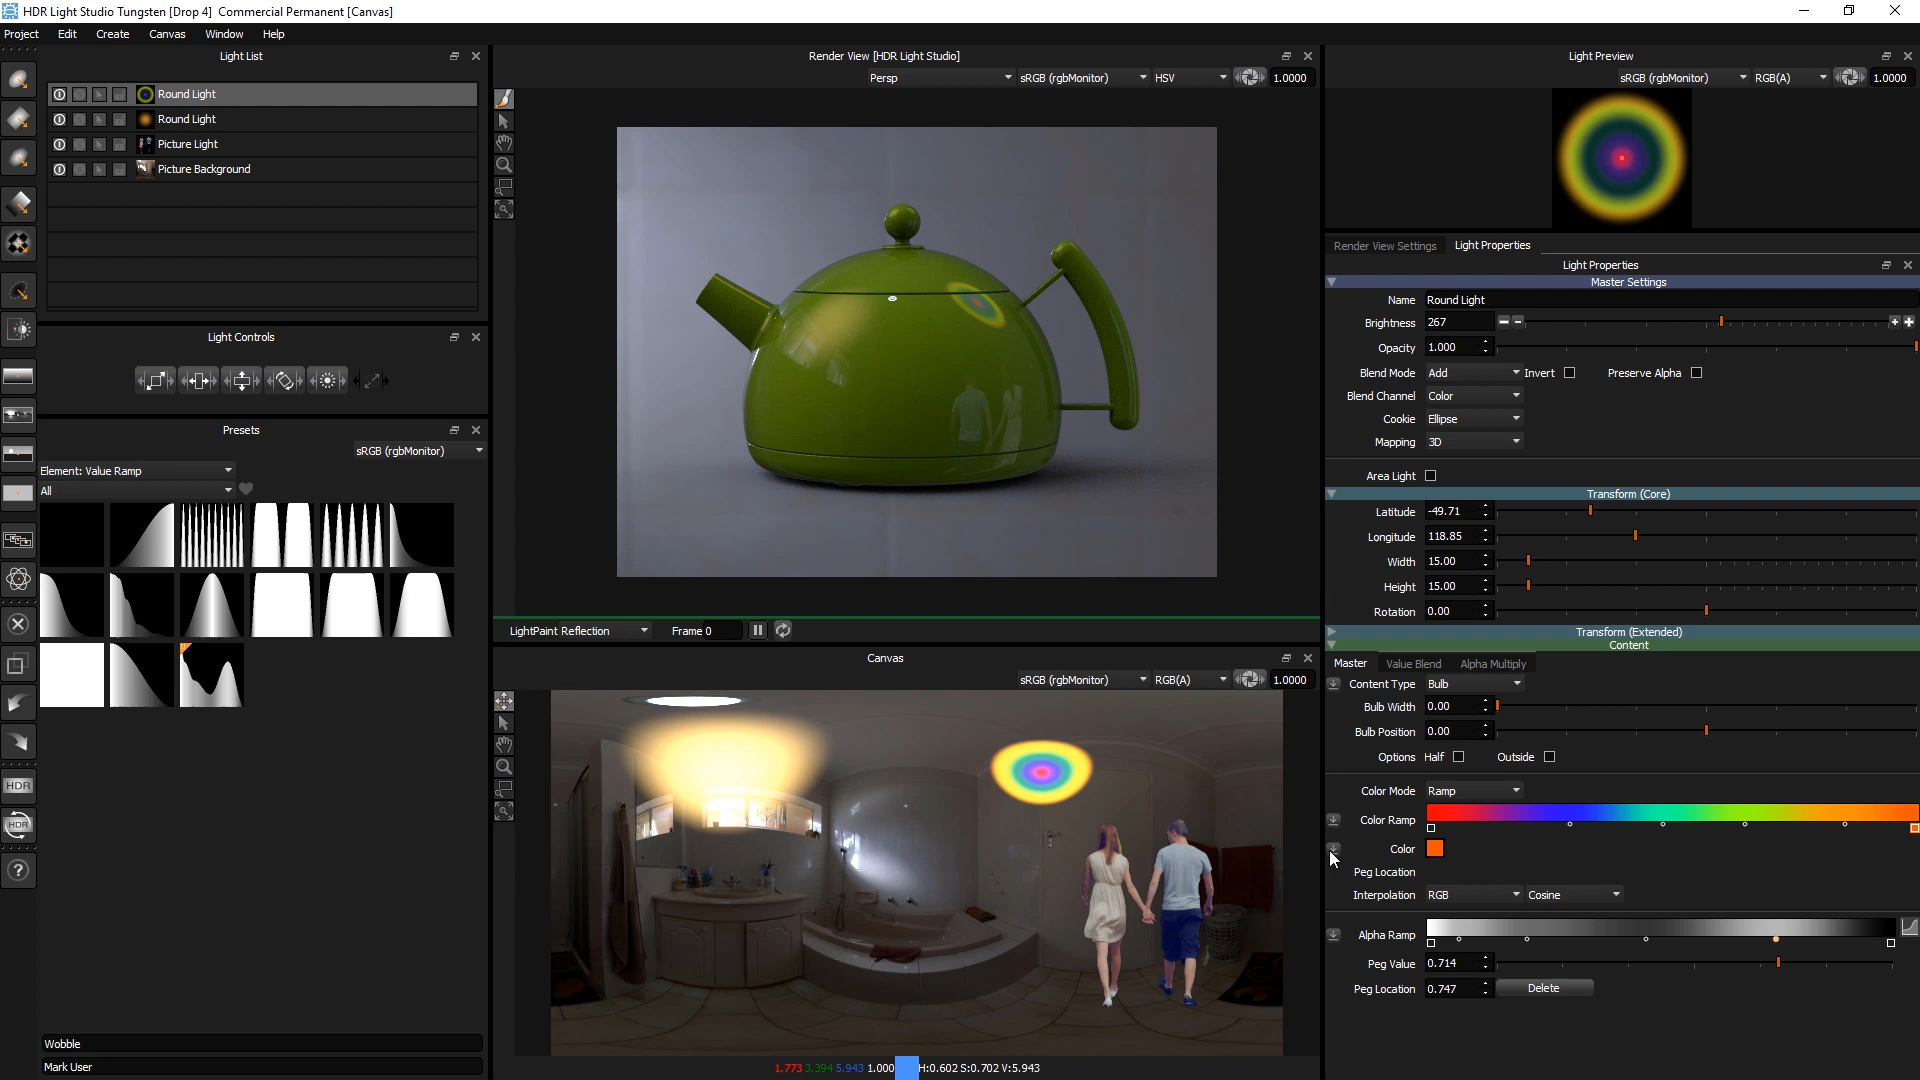 HDR Light Studio Tungsten [Drop 4]  Commercial Permanent [Canvas]
Project Edit Create Canvas Window Help
Light List
Round Light
Round Light
Picture Light
Picture Background
Light Controls
Presets
sRGB (rgbMonitor)
Element: Value Ramp
All
Wobble
Mark User
HDR
HDR
?
Render View [HDR Light Studio]
Persp sRGB (rgbMonitor) HSV 1.0000
LightPaint Reflection Frame 0
Canvas
sRGB (rgbMonitor) RGB(A) 1.0000
1.773 3.394 5.943 1.000 H:0.602 S:0.702 V:5.943
Light Preview
sRGB (rgbMonitor) RGB(A) 1.0000
Render View Settings Light Properties
Light Properties
Master Settings
Name Round Light
Brightness 267
Opacity 1.000
Blend Mode Add Invert Preserve Alpha
Blend Channel Color
Cookie Ellipse
Mapping 3D
Area Light
Transform (Core)
Latitude -49.71
Longitude 118.85
Width 15.00
Height 15.00
Rotation 0.00
Transform (Extended)
Content
Master Value Blend Alpha Multiply
Content Type Bulb
Bulb Width 0.00
Bulb Position 0.00
Options Half Outside
Color Mode Ramp
Color Ramp
Color
Peg Location
Interpolation RGB Cosine
Alpha Ramp
Peg Value 0.714
Peg Location 0.747 Delete